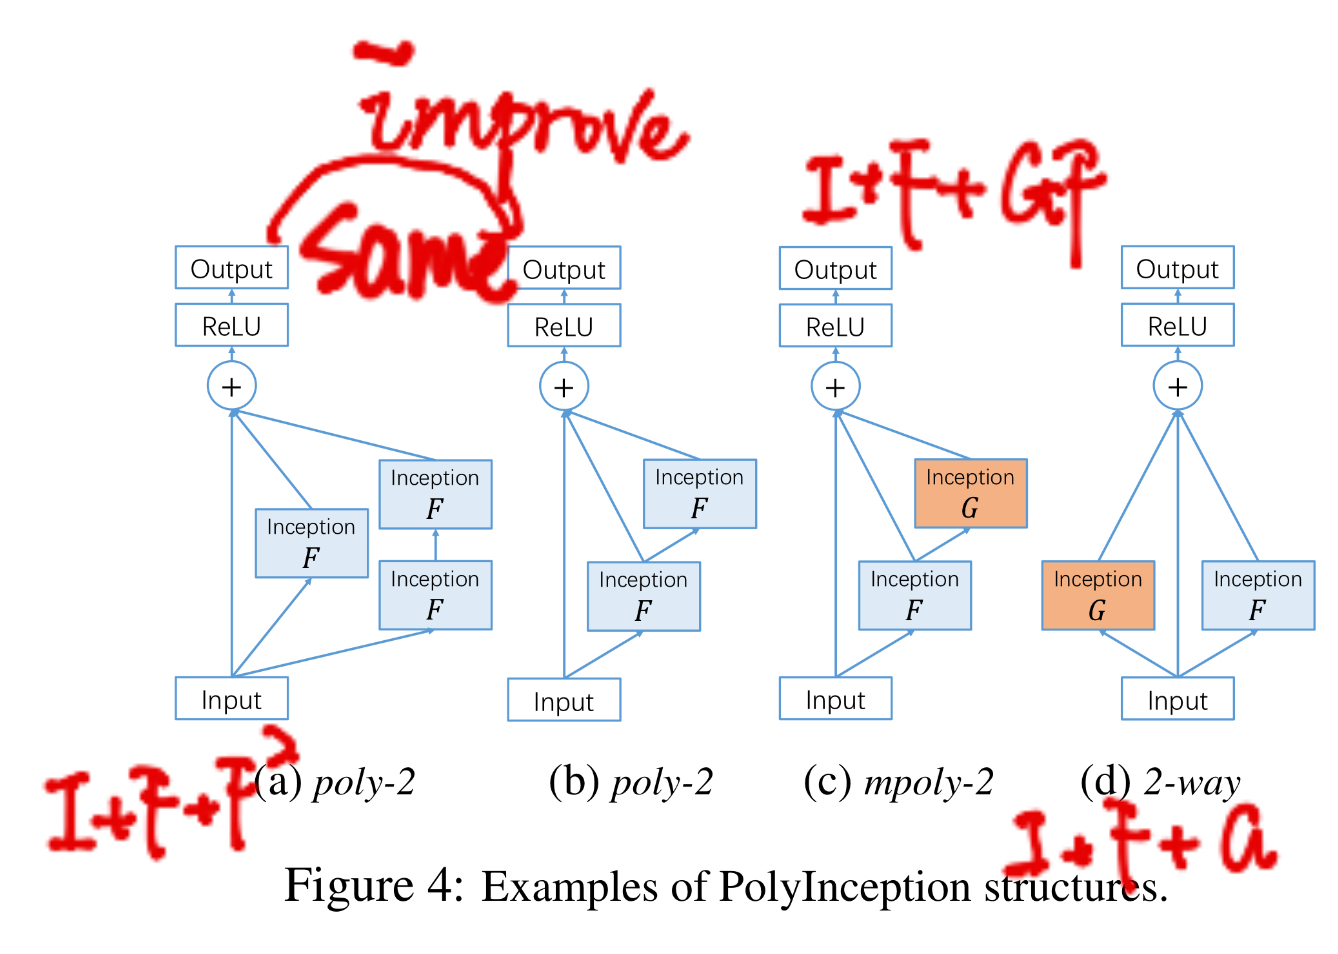 improve
same
I+F+GF
Output Output Output Output
ReLU ReLU ReLU ReLU
+ + + +
Inception F Inception F Inception G
Inception F
Inception F Inception F Inception F Inception G Inception F
Input Input Input Input
I+F+F²
(a) poly-2 (b) poly-2 (c) mpoly-2 (d) 2-way
I+F+G
Figure 4: Examples of PolyInception structures.